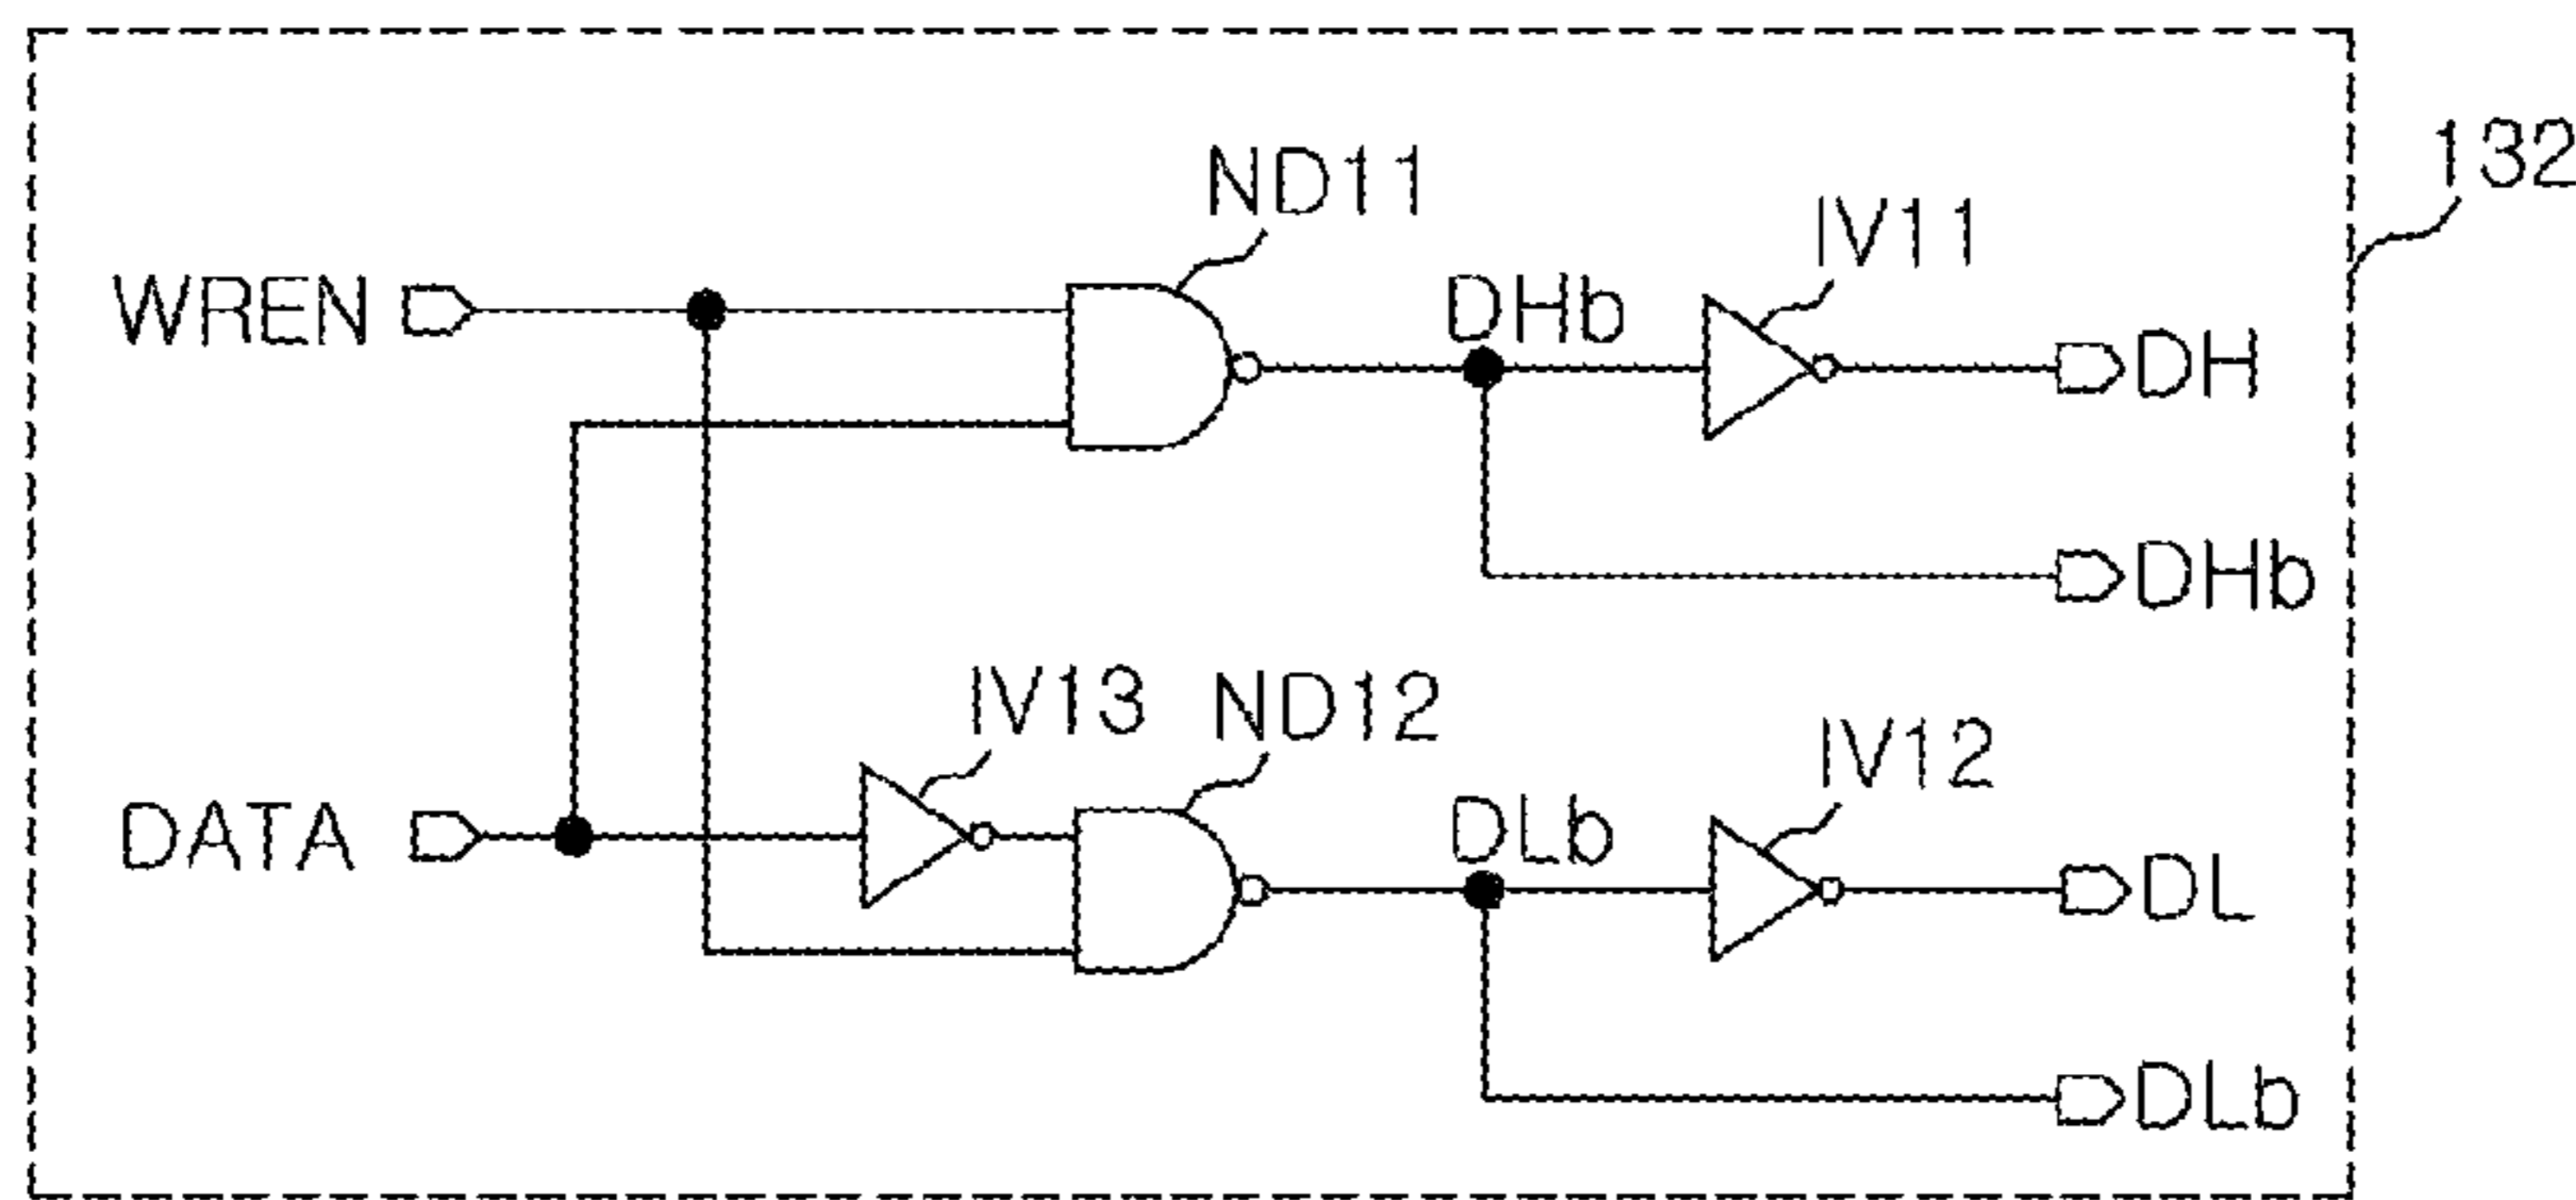 132
ND11
IV11
WREN
DHb
DH
DHb
IV13
ND12
IV12
DATA
DLb
DL
DLb